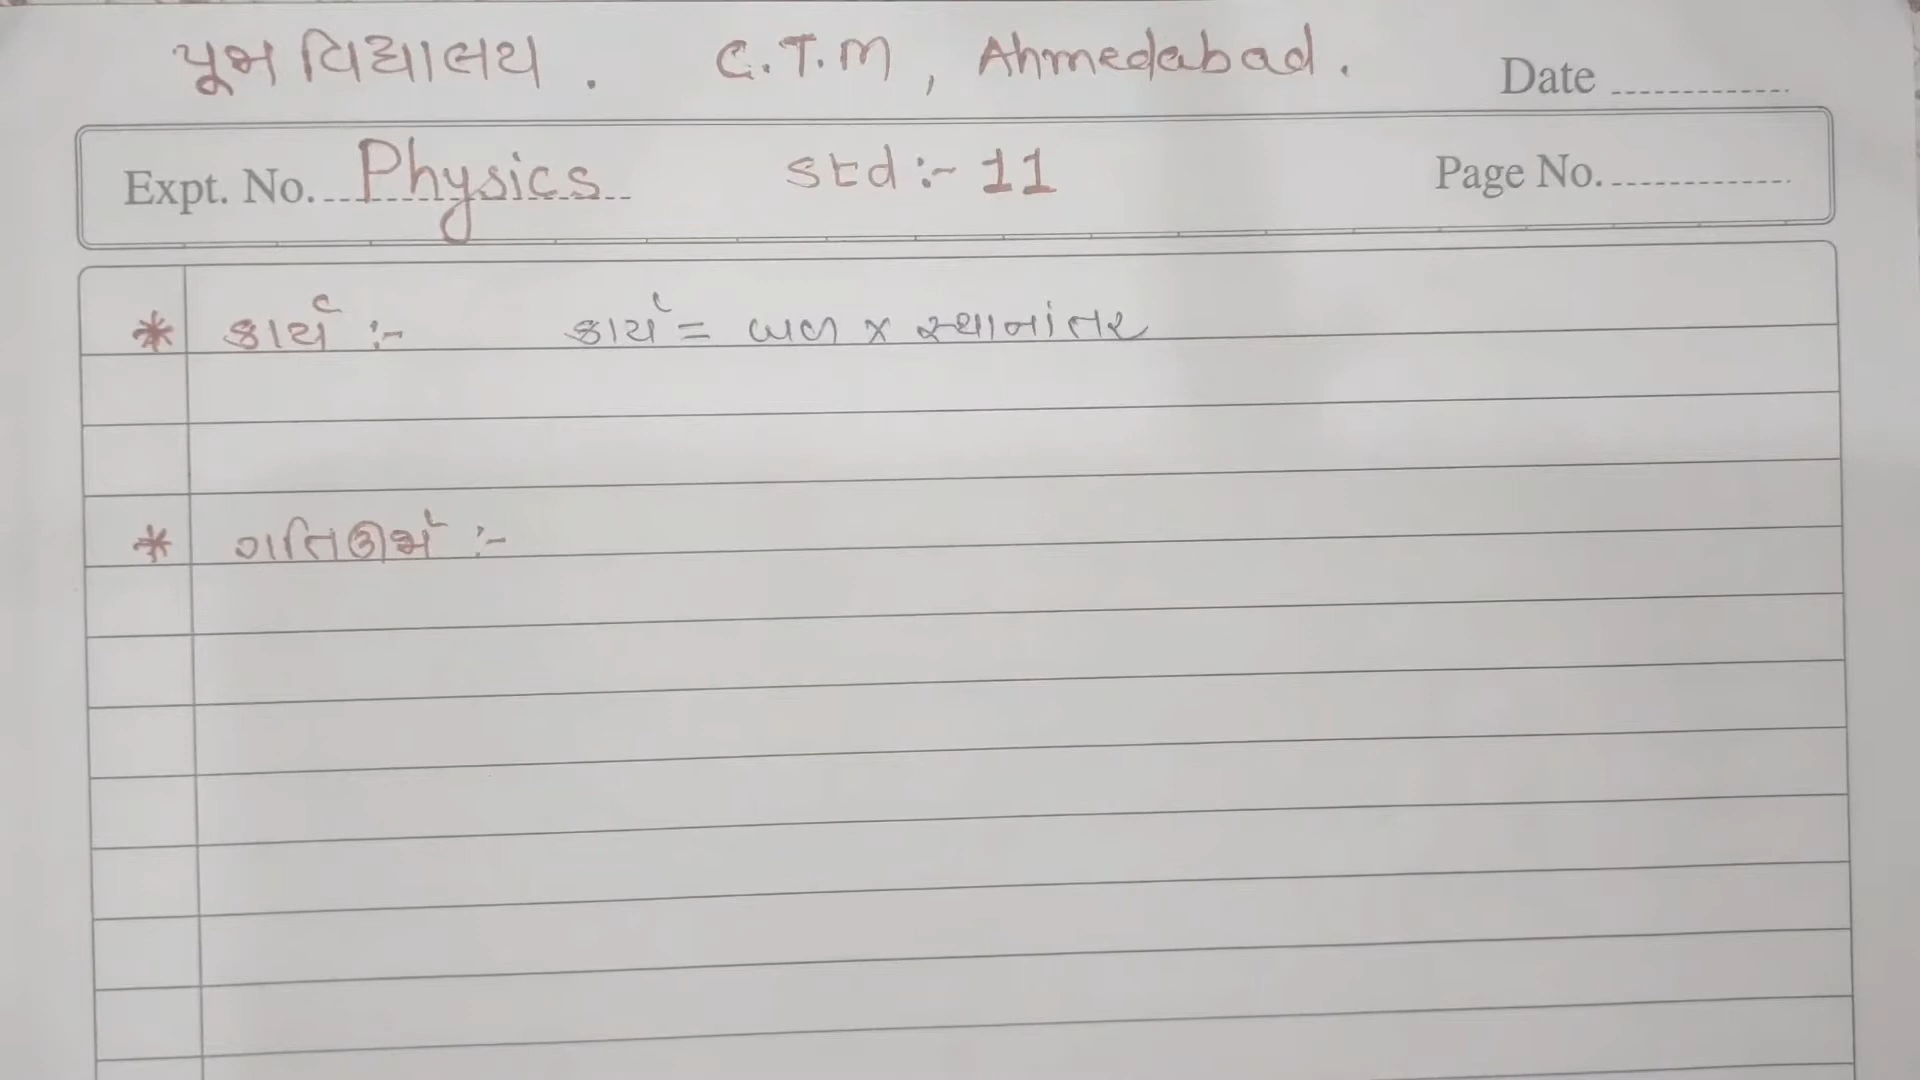 પૂજા વિદ્યાલય . C.T.M , Ahmedabad .
Date
Expt. No. Physics std :- 11 Page No.
* કાર્ય :- કાર્ય = બળ x સ્થાનાંતર
* ગતિઊર્જા :-